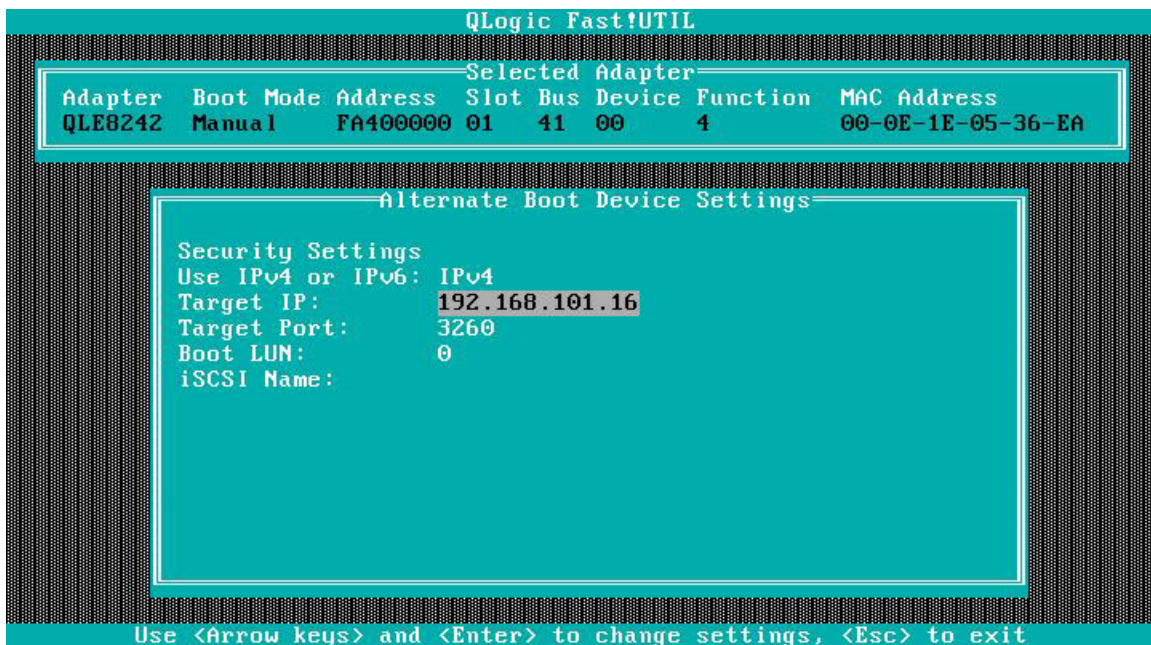 QLogic Fast!UTIL
Selected Adapter
Adapter Boot Mode Address Slot Bus Device Function MAC Address
QLE8242 Manual FA400000 01 41 00 4 00-0E-1E-05-36-EA
Alternate Boot Device Settings
Security Settings
Use IPv4 or IPv6: IPv4
Target IP: 192.168.101.16
Target Port: 3260
Boot LUN: 0
iSCSI Name:
Use <Arrow keys> and <Enter> to change settings, <Esc> to exit